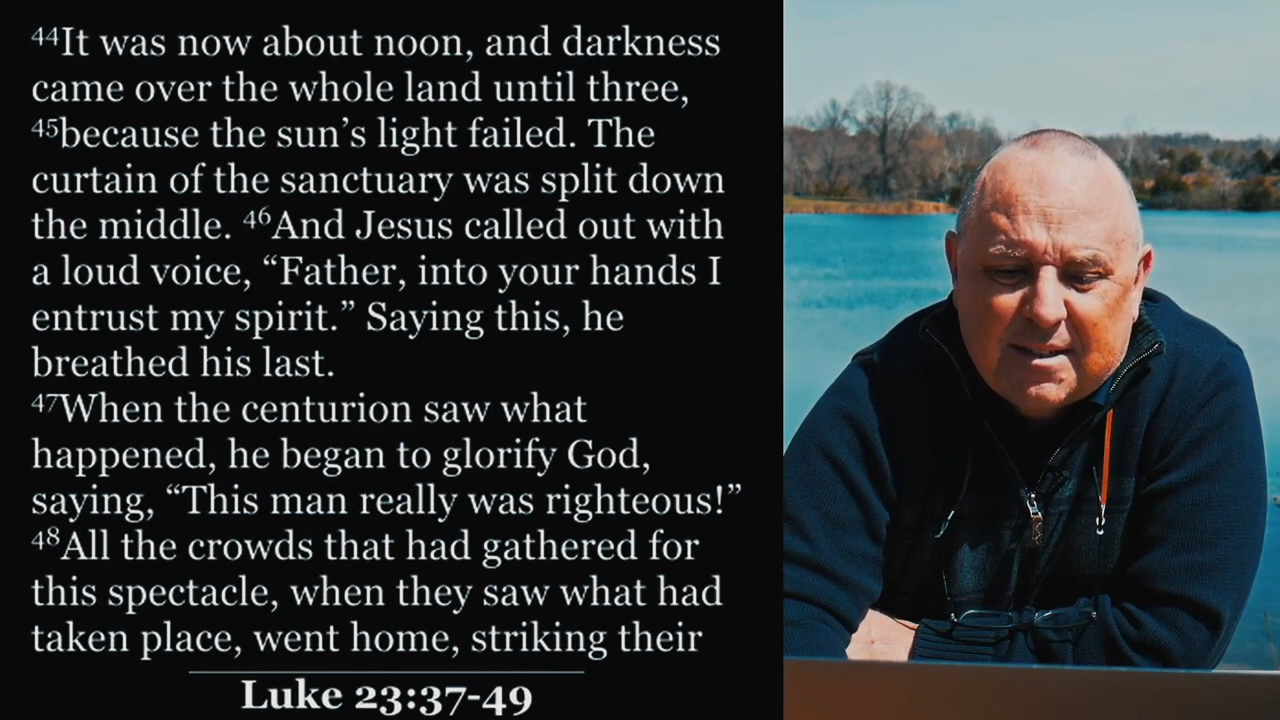 44It was now about noon, and darkness
came over the whole land until three,
45because the sun’s light failed. The
curtain of the sanctuary was split down
the middle. 46And Jesus called out with
a loud voice, “Father, into your hands I
entrust my spirit.” Saying this, he
breathed his last.
47When the centurion saw what
happened, he began to glorify God,
saying, “This man really was righteous!”
48All the crowds that had gathered for
this spectacle, when they saw what had
taken place, went home, striking their
Luke 23:37-49